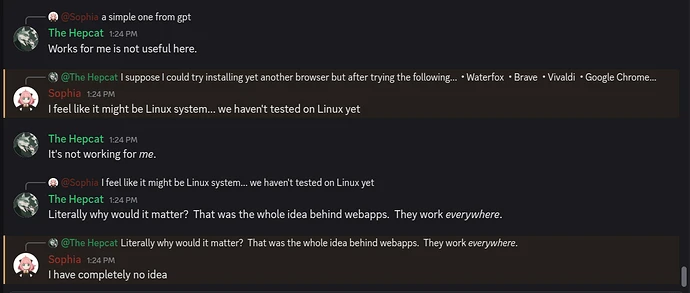 @Sophia a simple one from gpt
The Hepcat 1:24 PM
Works for me is not useful here.
@The Hepcat I suppose I could try installing yet another browser but after trying the following... • Waterfox • Brave • Vivaldi • Google Chrome...
Sophia 1:24 PM
I feel like it might be Linux system... we haven't tested on Linux yet
The Hepcat 1:24 PM
It's not working for me.
@Sophia I feel like it might be Linux system... we haven't tested on Linux yet
The Hepcat 1:24 PM
Literally why would it matter? That was the whole idea behind webapps. They work everywhere.
@The Hepcat Literally why would it matter? That was the whole idea behind webapps. They work everywhere.
Sophia 1:24 PM
I have completely no idea